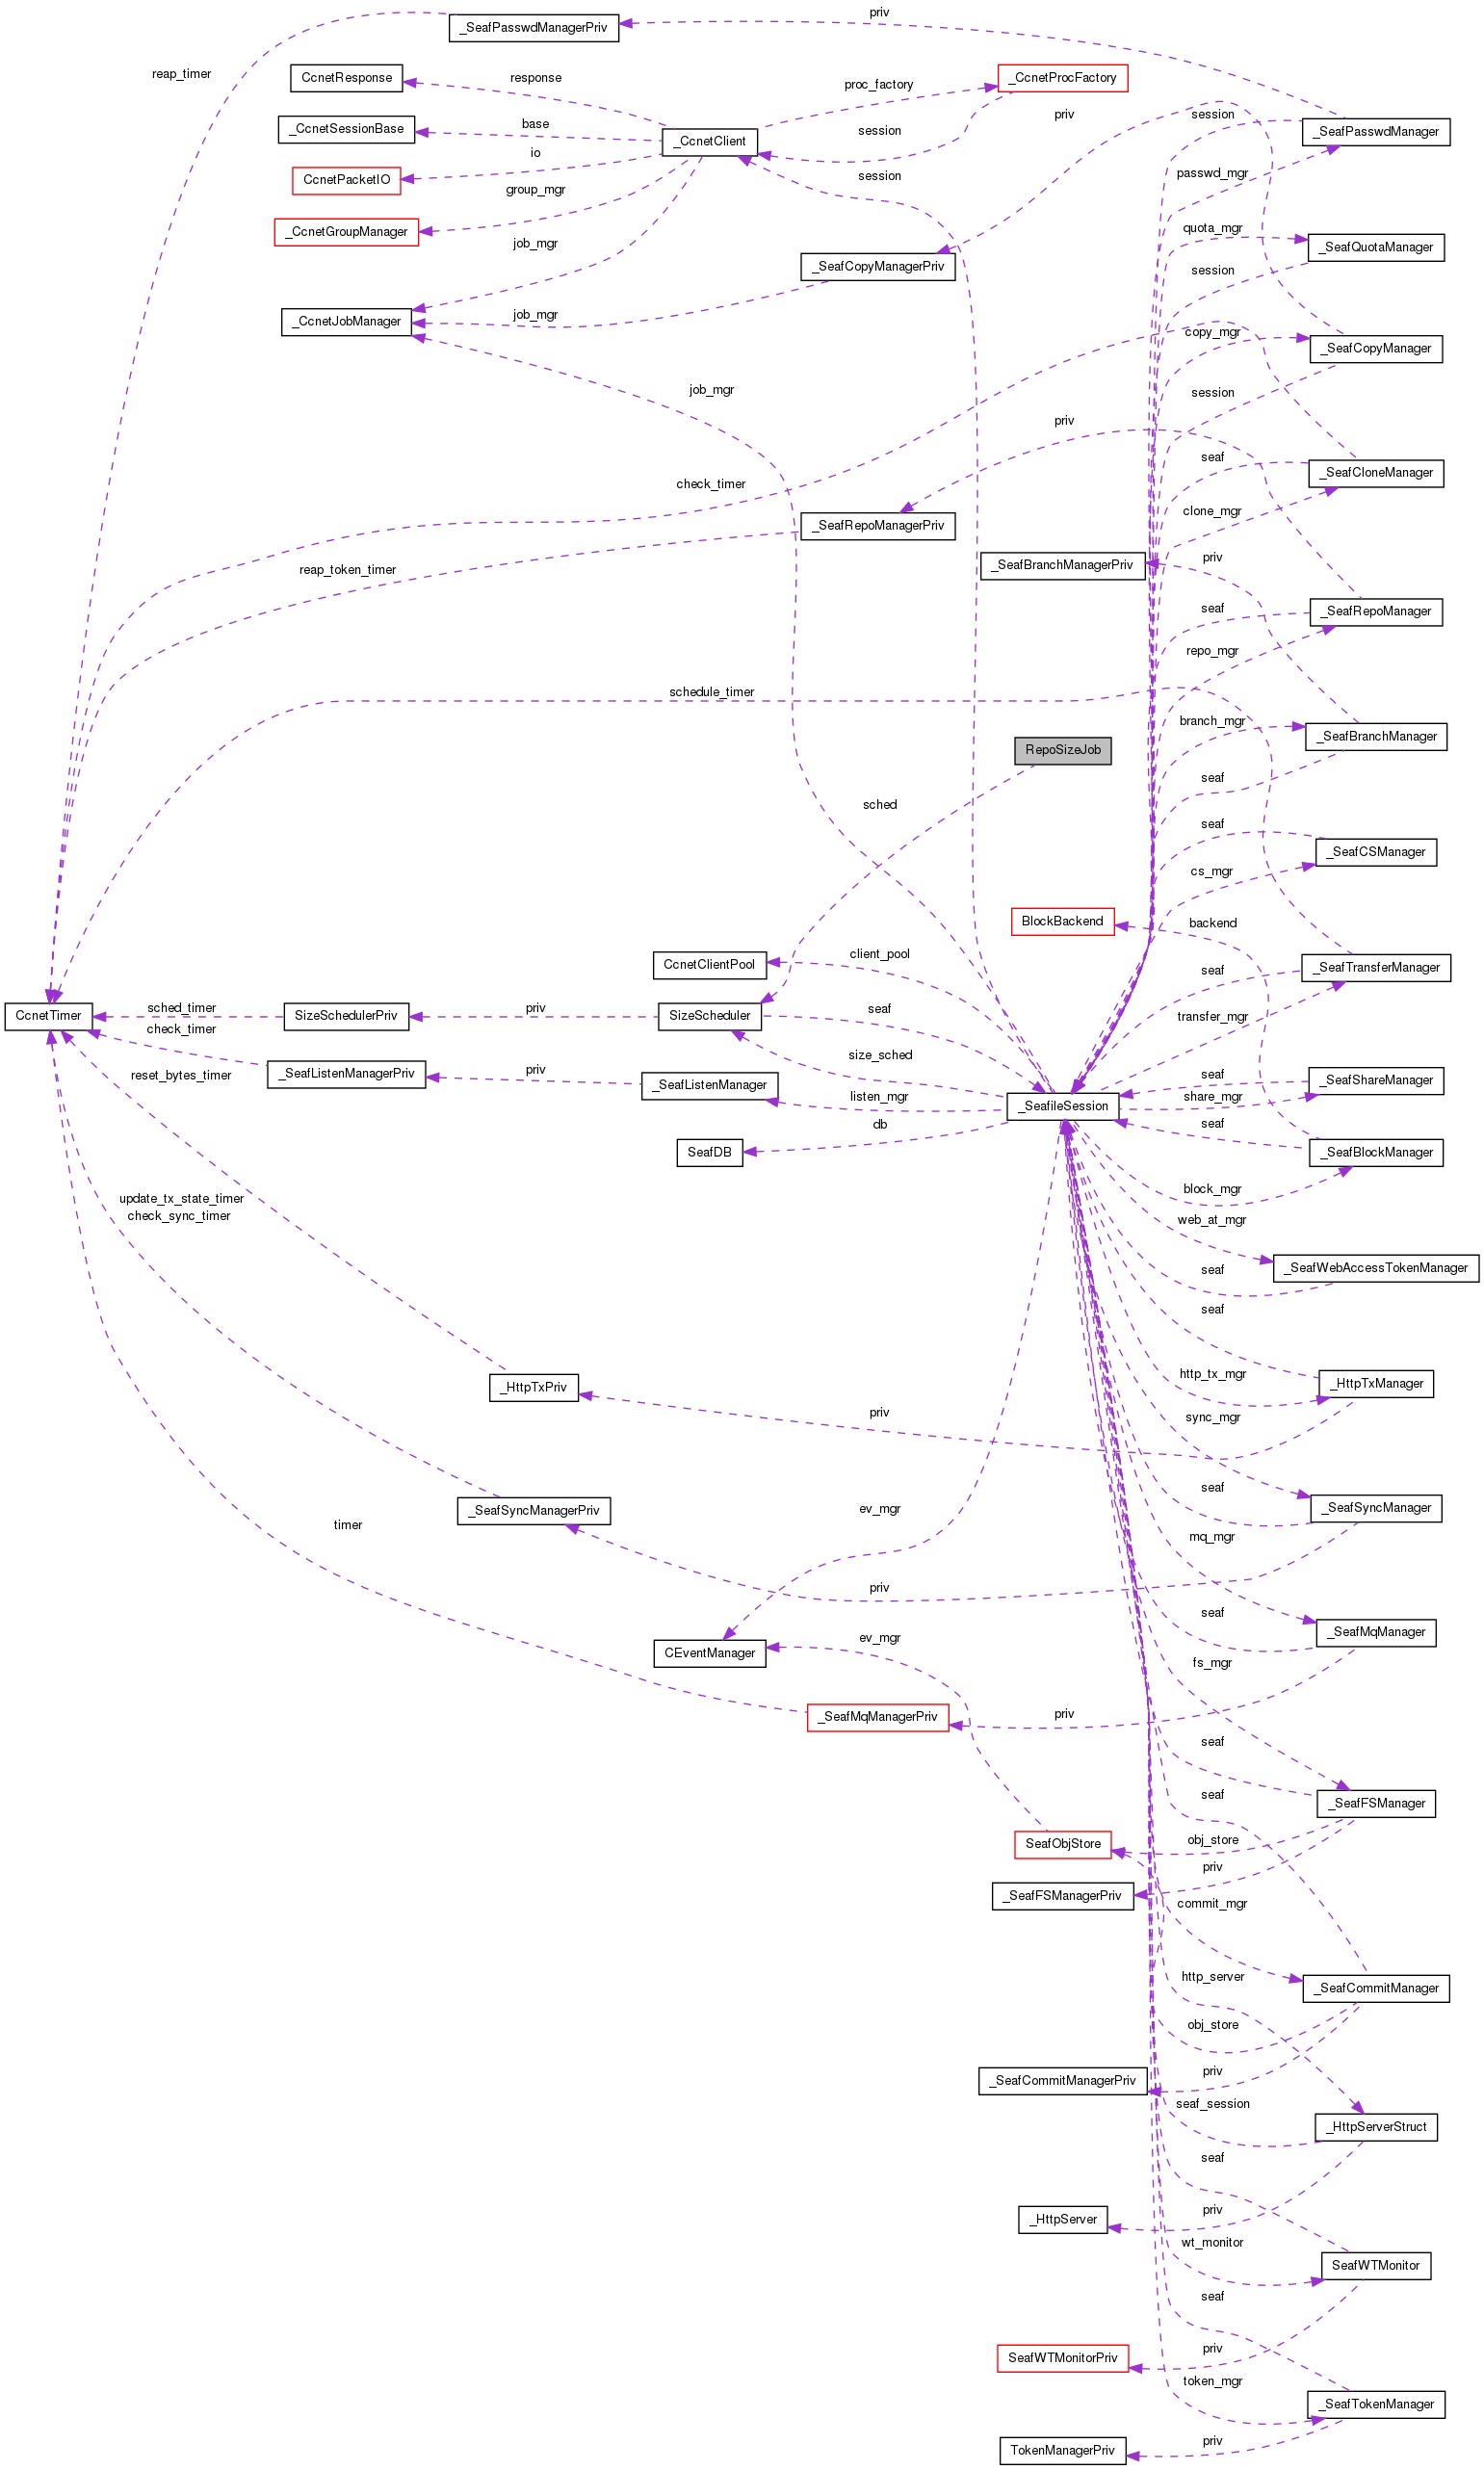 priv
_SeafPasswdManagerPriv
reap_timer
CcnetResponse
response
proc_factory
_CcnetProcFactory
priv
session
_CcnetSessionBase
base
_CcnetClient
session
_SeafPasswdManager
io
CcnetPacketIO
session
passwd_mgr
group_mgr
_CcnetGroupManager
quota_mgr
_SeafQuotaManager
job_mgr
_SeafCopyManagerPriv
session
_CcnetJobManager
job_mgr
copy_mgr
_SeafCopyManager
job_mgr
session
priv
seaf
_SeafCloneManager
check_timer
clone_mgr
_SeafRepoManagerPriv
_SeafBranchManagerPriv
priv
reap_token_timer
seaf
_SeafRepoManager
repo_mgr
schedule_timer
branch_mgr
_SeafBranchManager
RepoSizeJob
seaf
sched
seaf
_SeafCSManager
cs_mgr
BlockBackend
backend
client_pool
CcnetClientPool
seaf
_SeafTransferManager
CcnetTimer
sched_timer
SizeSchedulerPriv
priv
SizeScheduler
seaf
transfer_mgr
check_timer
_SeafListenManagerPriv
reset_bytes_timer
priv
_SeafListenManager
size_sched
seaf
_SeafShareManager
listen_mgr
_SeafileSession
share_mgr
db
seaf
SeafDB
_SeafBlockManager
block_mgr
update_tx_state_timer
check_sync_timer
web_at_mgr
_SeafWebAccessTokenManager
seaf
seaf
http_tx_mgr
_HttpTxPriv
_HttpTxManager
priv
sync_mgr
seaf
_SeafSyncManagerPriv
_SeafSyncManager
timer
ev_mgr
mq_mgr
priv
seaf
_SeafMqManager
ev_mgr
CEventManager
fs_mgr
_SeafMqManagerPriv
priv
seaf
seaf
_SeafFSManager
SeafObjStore
obj_store
priv
_SeafFSManagerPriv
commit_mgr
http_server
_SeafCommitManager
obj_store
_SeafCommitManagerPriv
priv
seaf_session
_HttpServerStruct
seaf
_HttpServer
priv
wt_monitor
SeafWTMonitor
seaf
SeafWTMonitorPriv
priv
token_mgr
_SeafTokenManager
TokenManagerPriv
priv